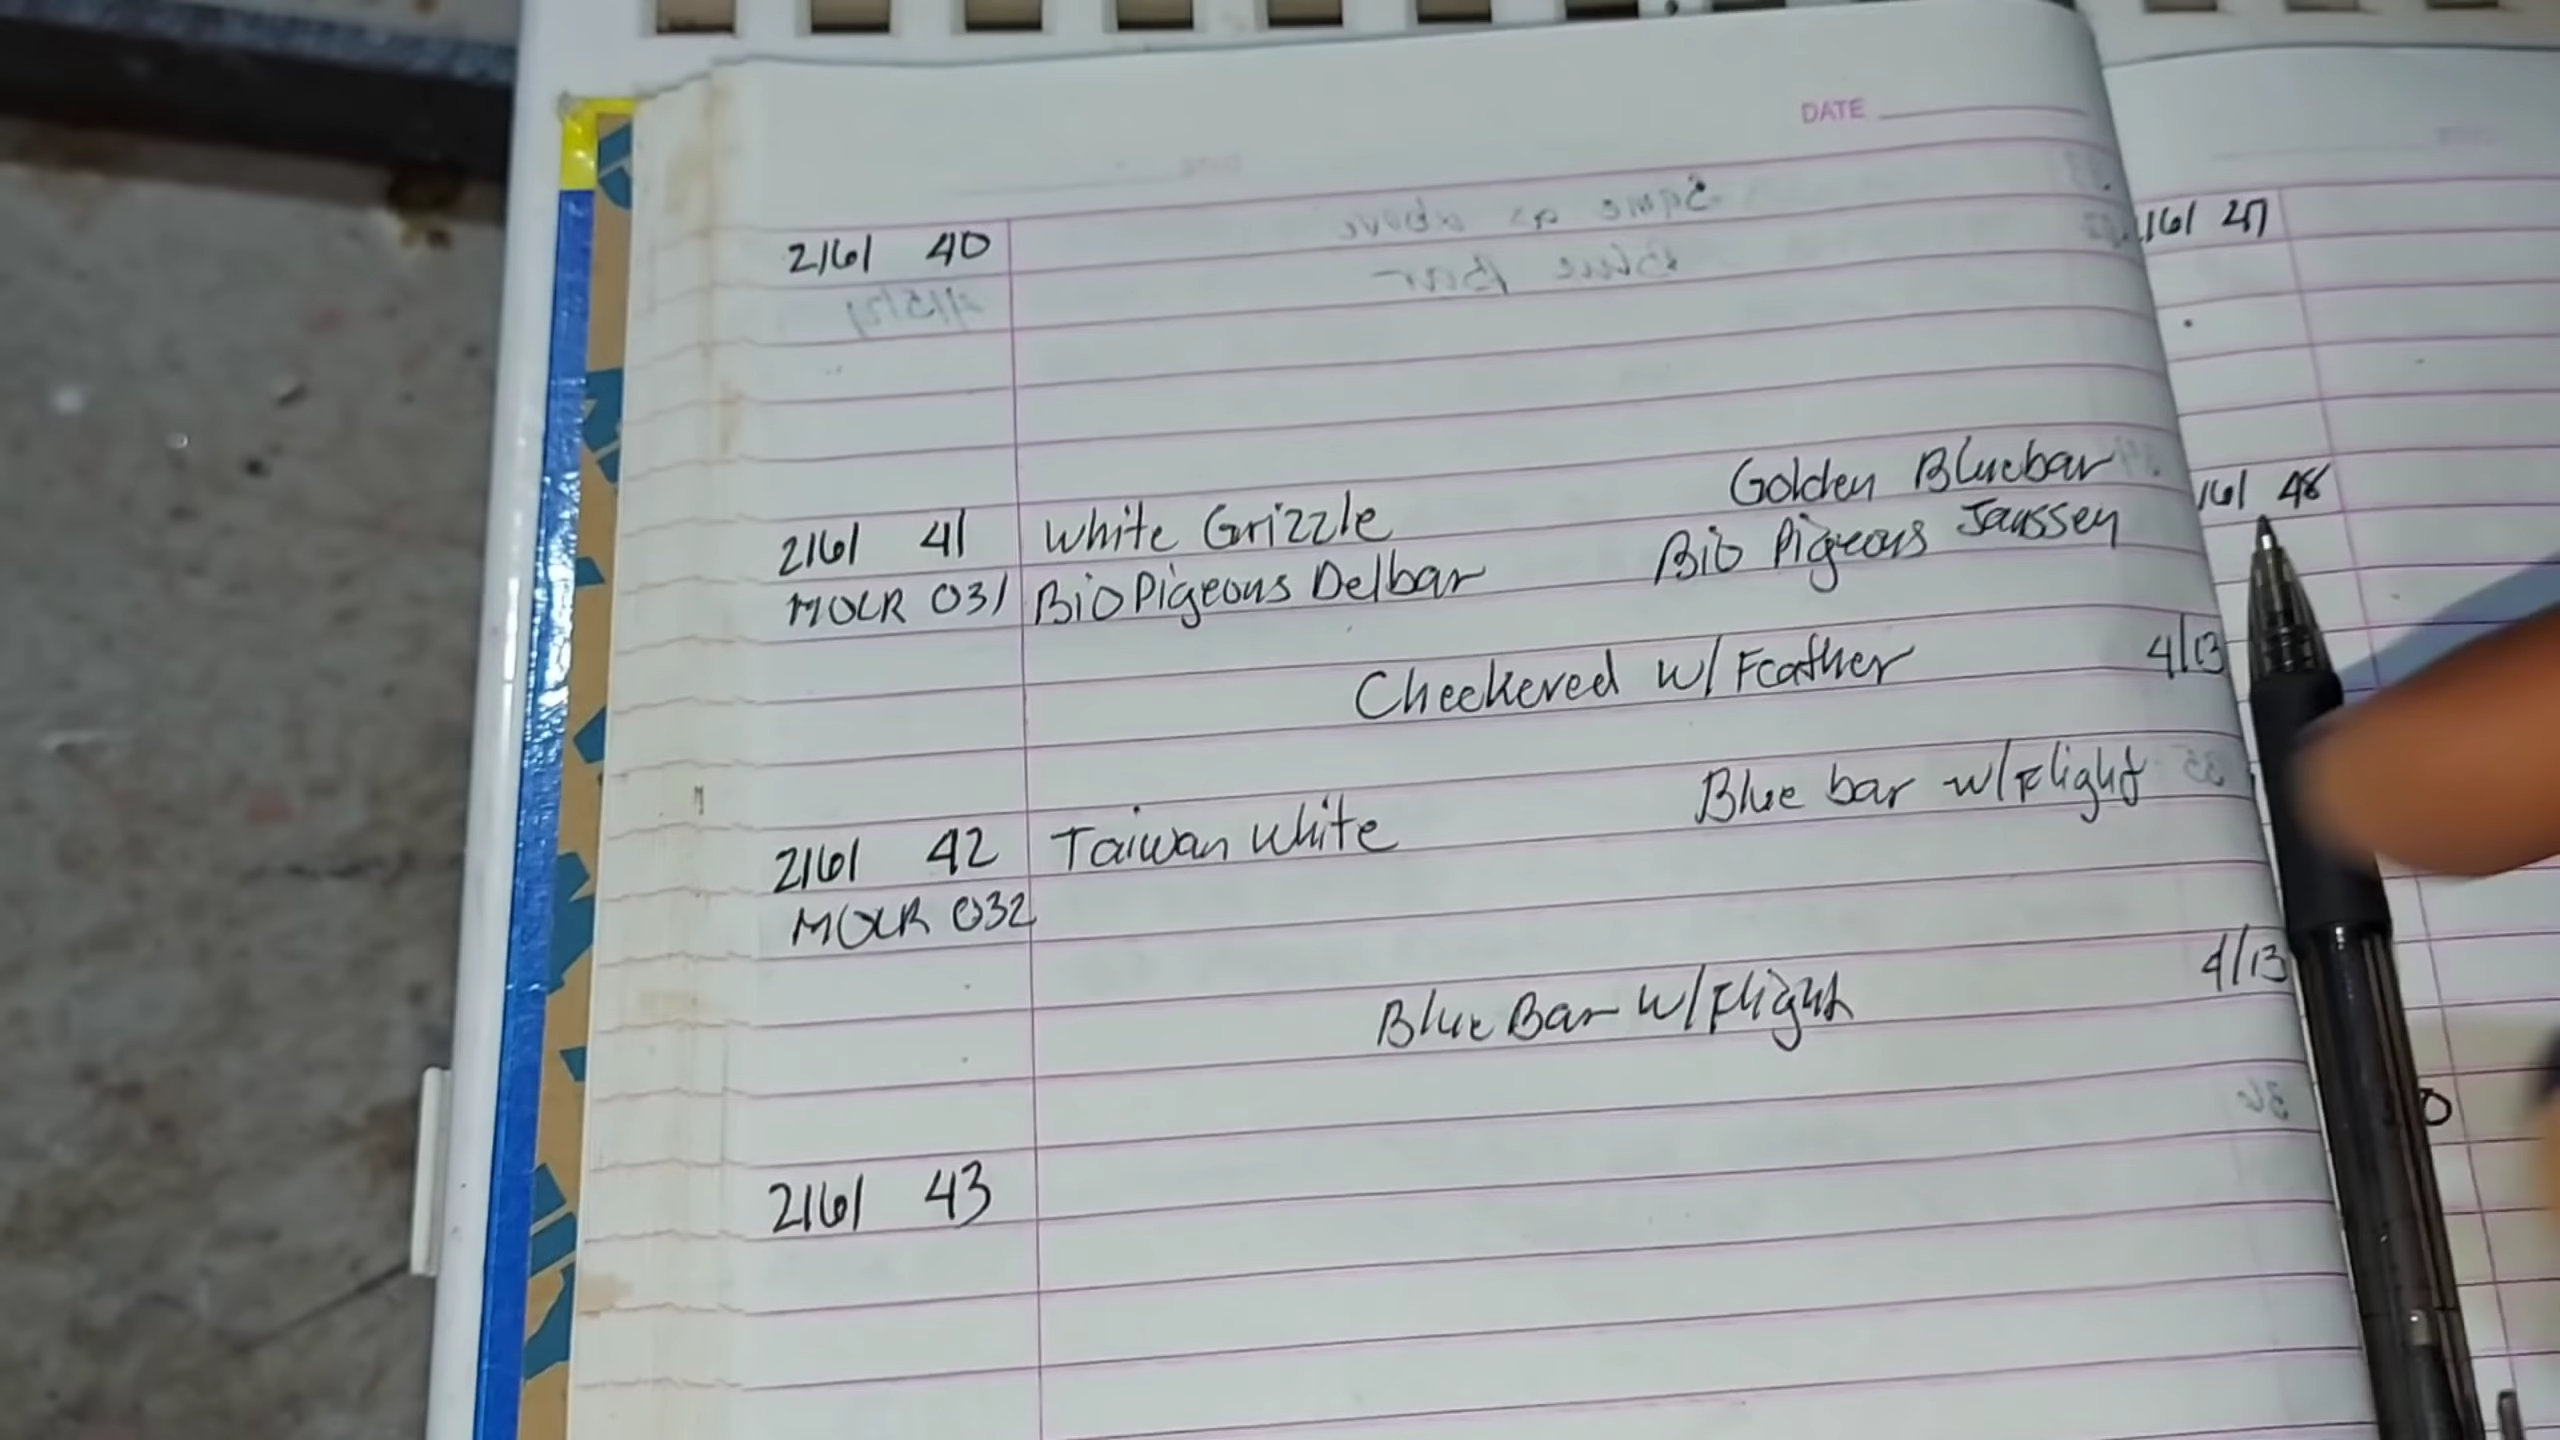 DATE
2161 40
2161 41 White Grizzle Golden Bluebar
MOLR 031 BioPigeons Delbar Bio Pigeons Janssen
Checkered w/ Feather 4/13
2161 42 Taiwan White Blue bar w/Flight
MOLR 032
Blue Bar w/Flight 4/13
2161 43
161 47
161 48